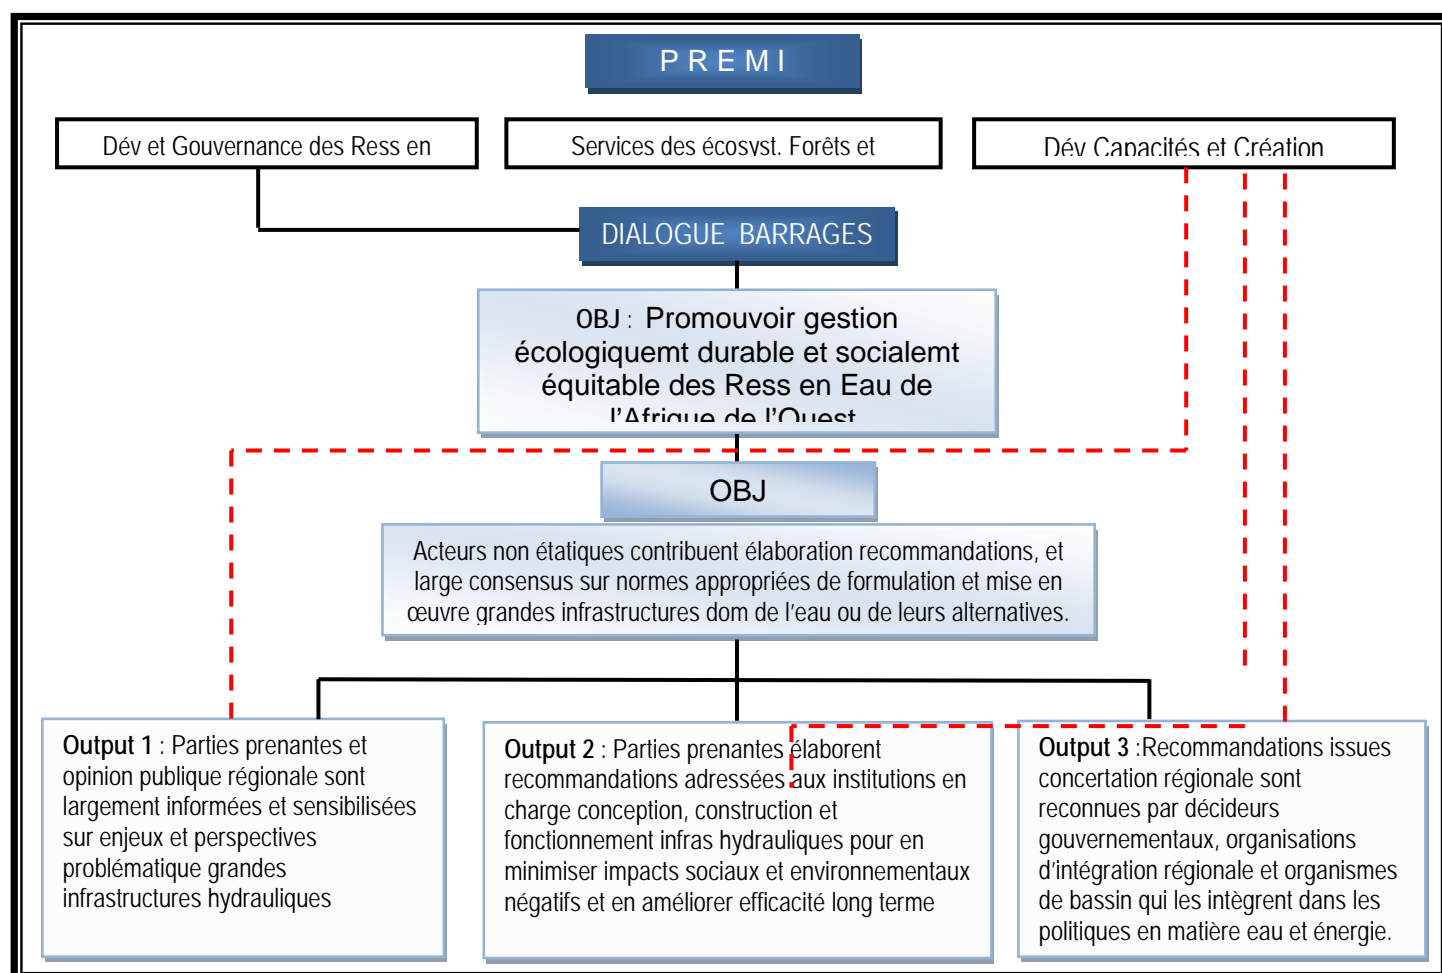 P R E M I
Dév et Gouvernance des Ress en
Services des écosyst. Forêts et
Dév Capacités et Création
DIALOGUE BARRAGES
OBJ : Promouvoir gestion
écologiquemt durable et socialemt
équitable des Ress en Eau de
l'Afrique de l'Ouest
OBJ
Acteurs non étatiques contribuent élaboration recommandations, et
large consensus sur normes appropriées de formulation et mise en
œuvre grandes infrastructures dom de l'eau ou de leurs alternatives.
Output 1 : Parties prenantes et
opinion publique régionale sont
largement informées et sensibilisées
sur enjeux et perspectives
problématique grandes
infrastructures hydrauliques
Output 2 : Parties prenantes élaborent
recommandations adressées aux institutions en
charge conception, construction et
fonctionnement infras hydrauliques pour en
minimiser impacts sociaux et environnementaux
négatifs et en améliorer efficacité long terme
Output 3 :Recommandations issues
concertation régionale sont
reconnues par décideurs
gouvernementaux, organisations
d'intégration régionale et organismes
de bassin qui les intègrent dans les
politiques en matière eau et énergie.